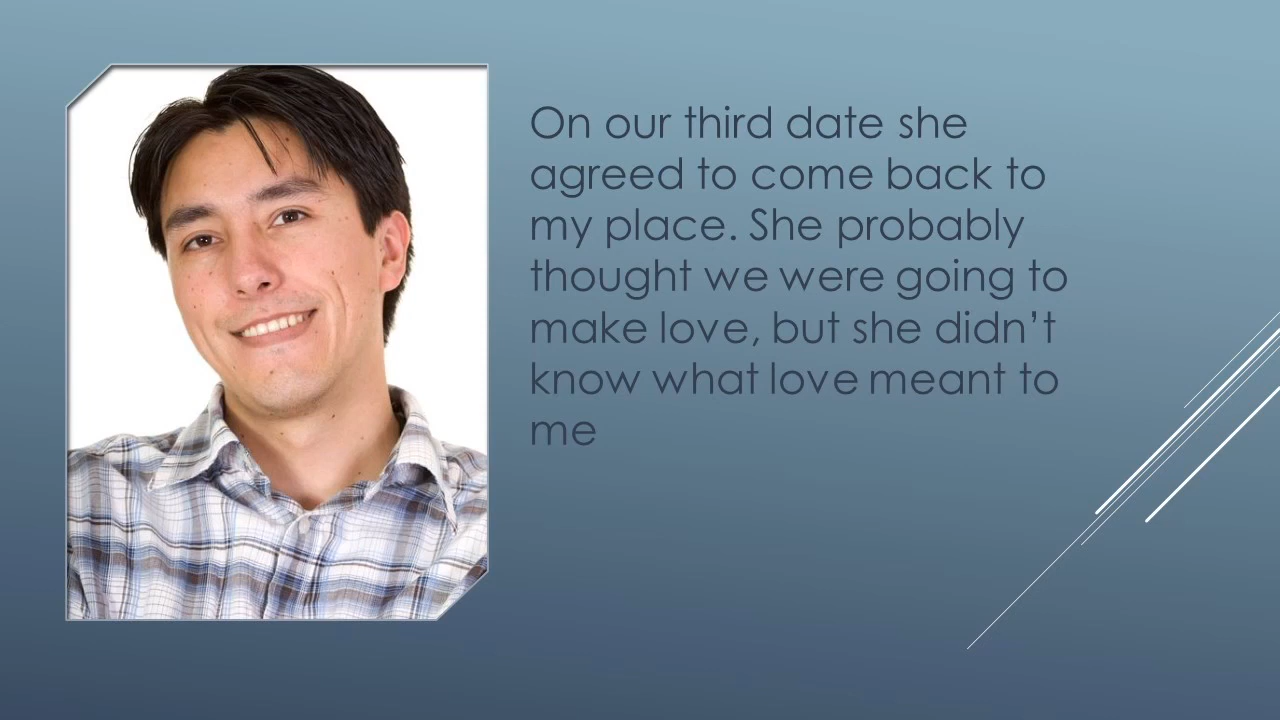 On our third date she
agreed to come back to
my place. She probably
thought we were going to
make love, but she didn’t
know what love meant to
me